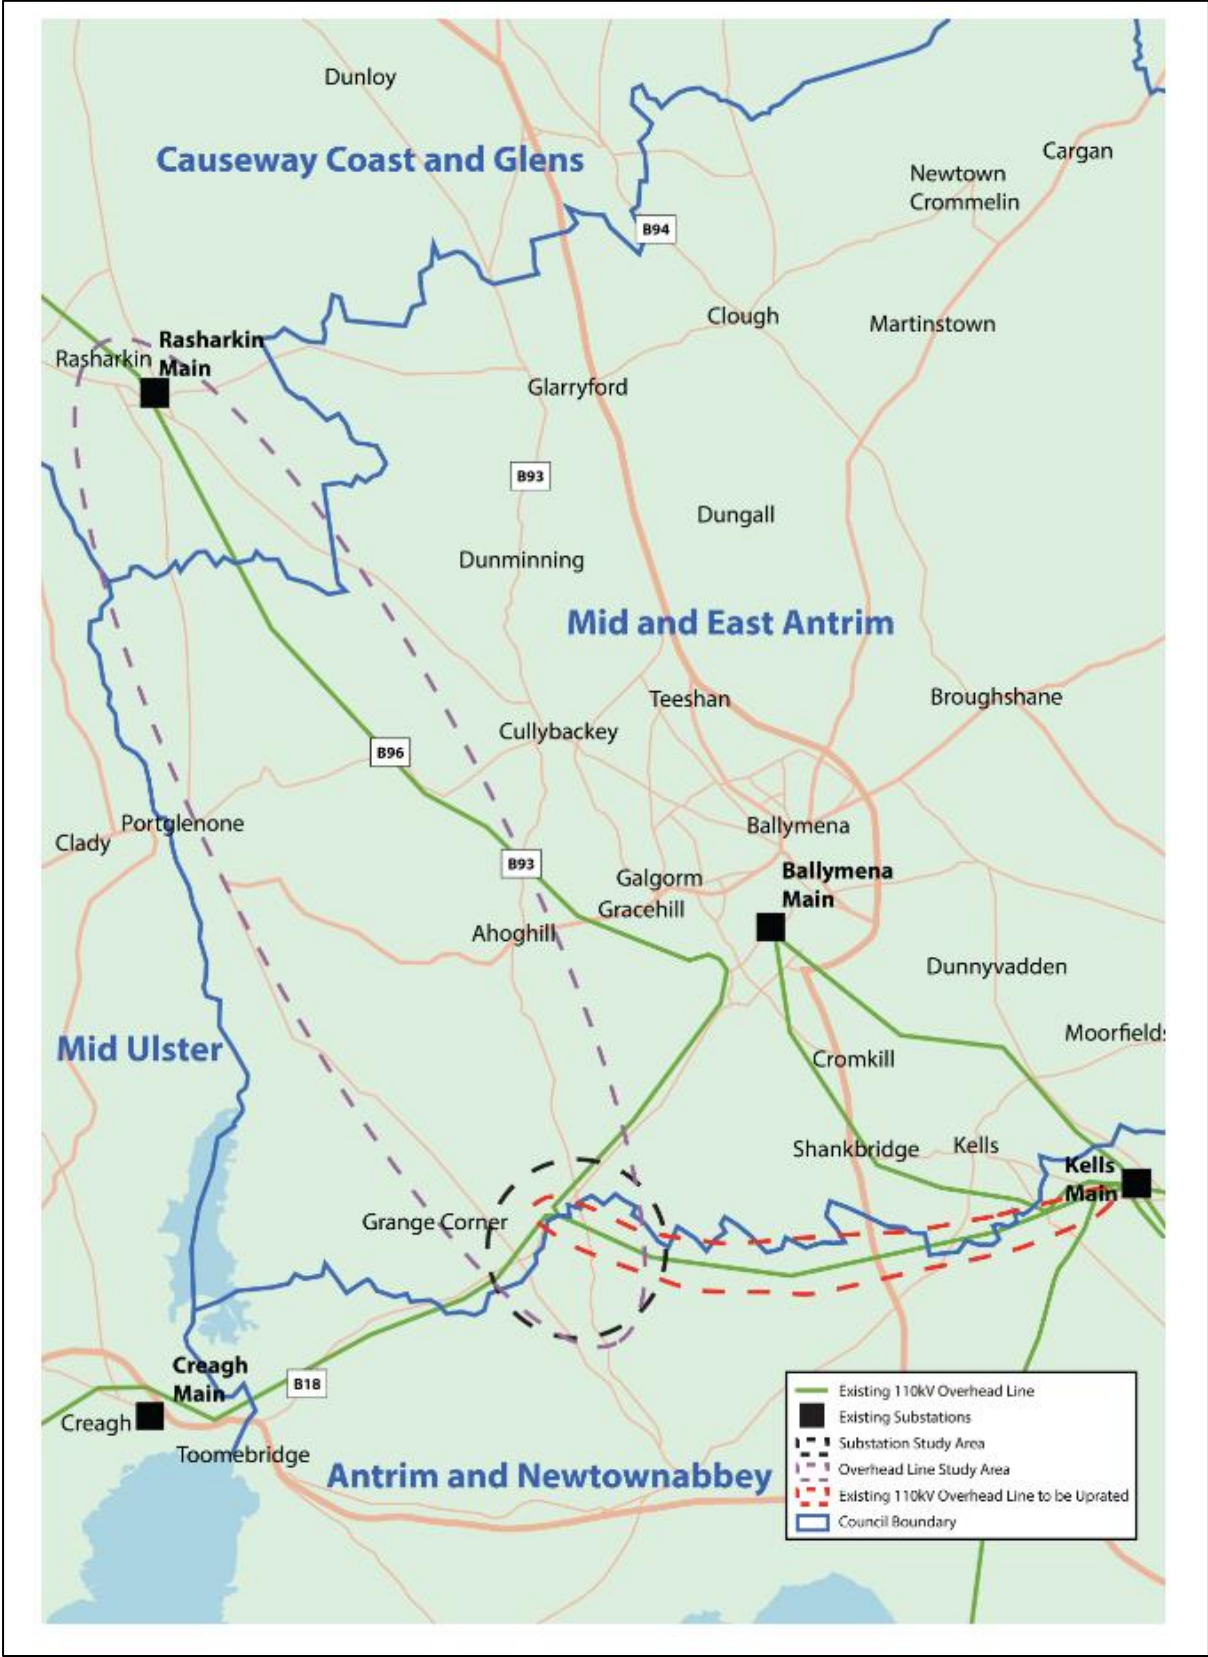 Dunloy
Causeway Coast and Glens
Cargan
Newtown
Crommelin
B94
Clough
Martinstown
Rasharkin
Main
Rasharkin
Glarryford
B93
Dungall
Dunminning
Mid and East Antrim
Teeshan
Broughshane
Cullybackey
B96
Portglenone
Clady
Ballymena
B93
Ballymena
Main
Galgorm
Gracehill
Ahoghill
Dunnyvadden
Mid Ulster
Moorfields
Cromkill
Shankbridge
Kells
Kells
Main
Grange Corner
Creagh
Main
B18
Creagh
Toomebridge
Antrim and Newtownabbey
Existing 110kV Overhead Line
Existing Substations
Substation Study Area
Overhead Line Study Area
Existing 110kV Overhead Line to be Uprated
Council Boundary